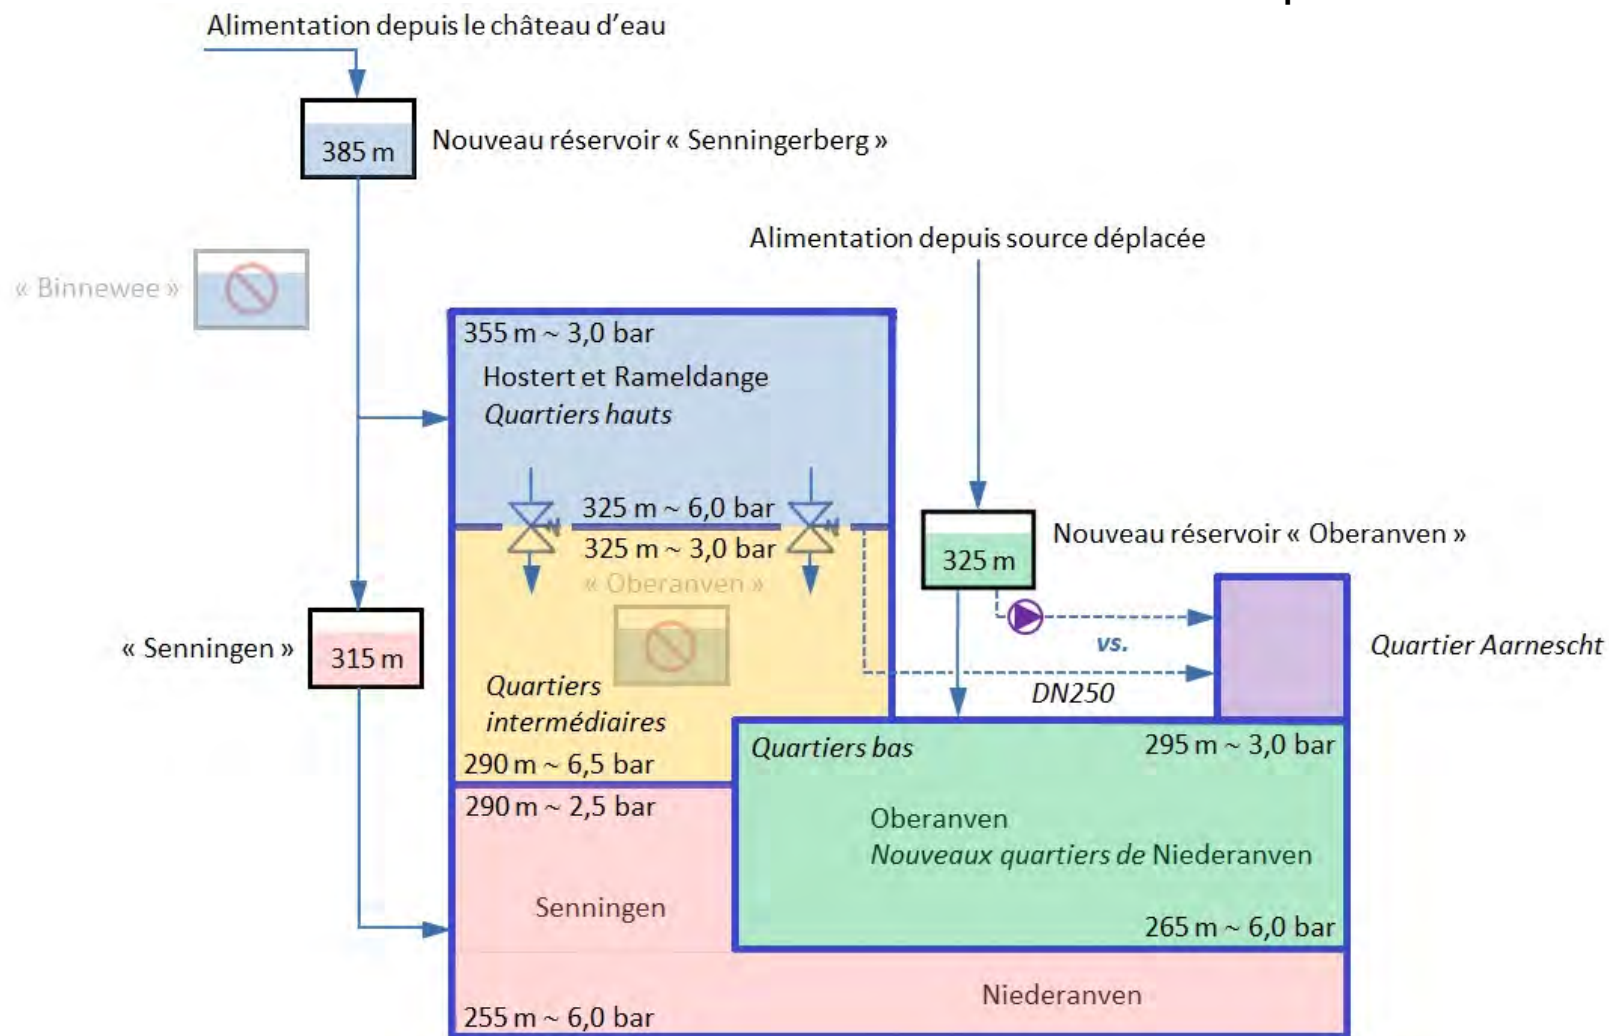 Alimentation depuis le château d'eau
385 m
Nouveau réservoir « Senningerberg »
Alimentation depuis source déplacée
« Binnewee »
355 m ~ 3,0 bar
Hostert et Rameldange
Quartiers hauts
325 m ~ 6,0 bar
325 m ~ 3,0 bar
« Oberanven »
Nouveau réservoir « Oberanven »
325 m
« Senningen »
315 m
vs.
Quartier Aarnescht
DN250
Quartiers
intermédiaires
290 m ~ 6,5 bar
Quartiers bas
295 m ~ 3,0 bar
290 m ~ 2,5 bar
Oberanven
Nouveaux quartiers de Niederanven
Senningen
265 m ~ 6,0 bar
Niederanven
255 m ~ 6,0 bar